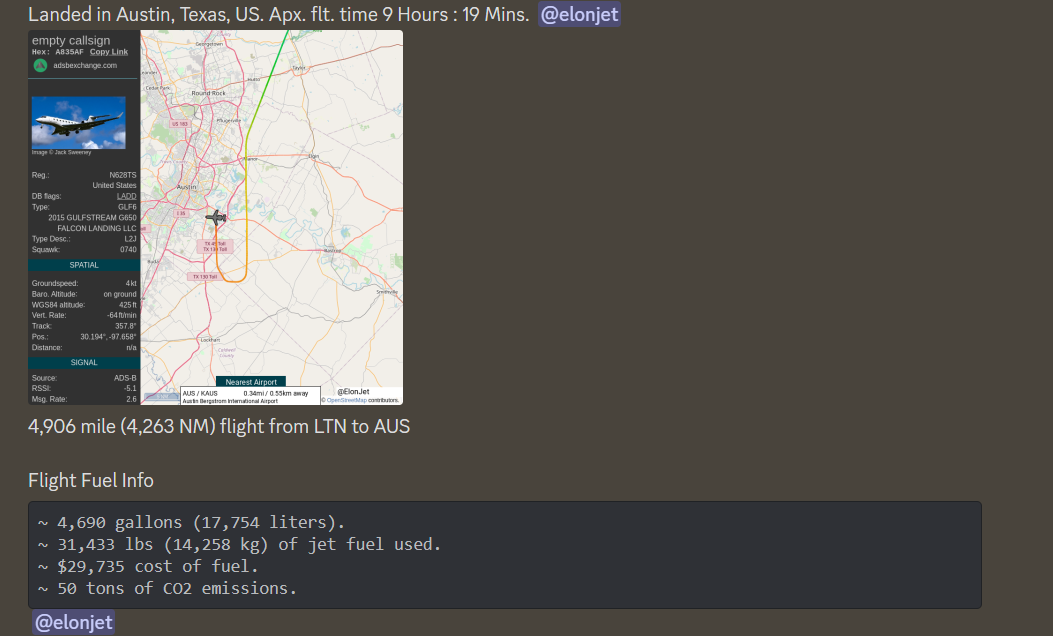 Landed in Austin, Texas, US. Apx. flt. time 9 Hours : 19 Mins. @elonjet
empty callsign
Hex: A835AF Copy Link
adsbexchange.com
Image © Jack Sweeney
Reg.: N628TS
United States
DB flags: LADD
Type: GLF6
2015 GULFSTREAM G650
FALCON LANDING LLC
Type Desc.: L2J
Squawk: 0740
SPATIAL
Groundspeed: 4 kt
Baro. Altitude: on ground
WGS84 altitude: 425 ft
Vert. Rate: -64 ft/min
Track: 357.8°
Pos.: 30.194°, -97.658°
Distance: n/a
SIGNAL
Source: ADS-B
RSSI: -5.1
Msg. Rate: 2.6
Georgetown
Taylor
Hutto
Cedar Park
Round Rock
US 183
Pflugerville
Manor
Elgin
Austin
I 35
TX 45 Toll
TX 130 Toll
Bastrop
Buda
TX 130 Toll
Smithville
Lockhart
Caldwell
County
Nearest Airport
AUS / KAUS 0.34mi / 0.55km away
Austin Bergstrom International Airport
@ElonJet
© OpenStreetMap contributors.
4,906 mile (4,263 NM) flight from LTN to AUS
Flight Fuel Info
~ 4,690 gallons (17,754 liters).
~ 31,433 lbs (14,258 kg) of jet fuel used.
~ $29,735 cost of fuel.
~ 50 tons of CO2 emissions.
@elonjet